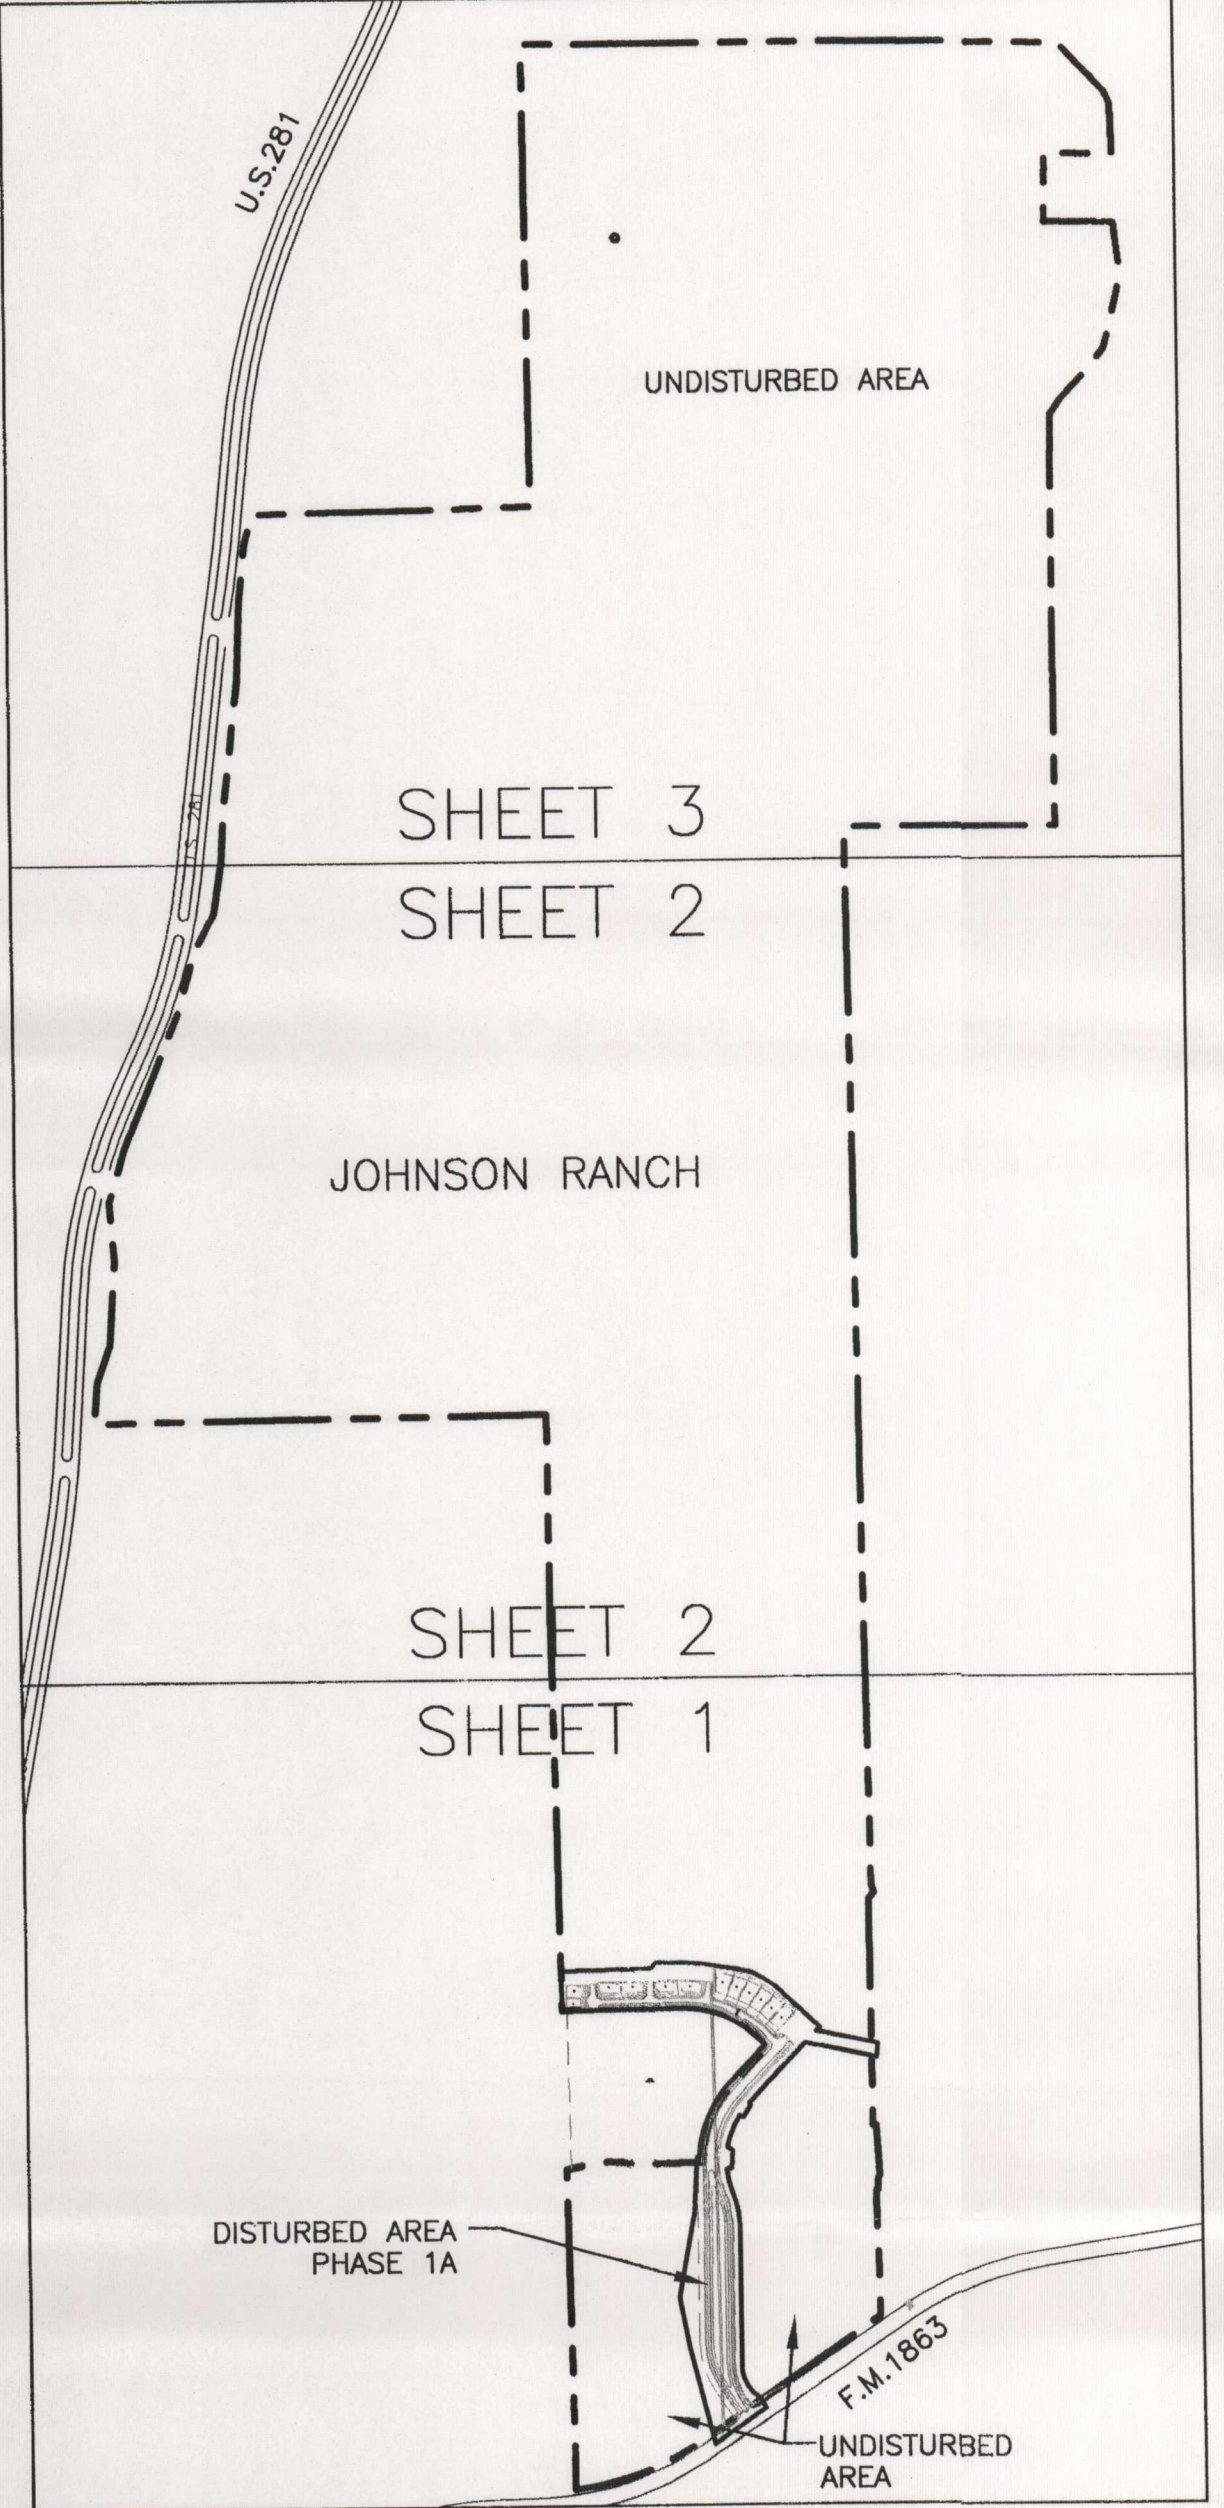 U.S.281
UNDISTURBED AREA
SHEET 3
U.S. 281
SHEET 2
JOHNSON RANCH
SHEET 2
SHEET 1
DISTURBED AREA
PHASE 1A
F.M.1863
UNDISTURBED
AREA